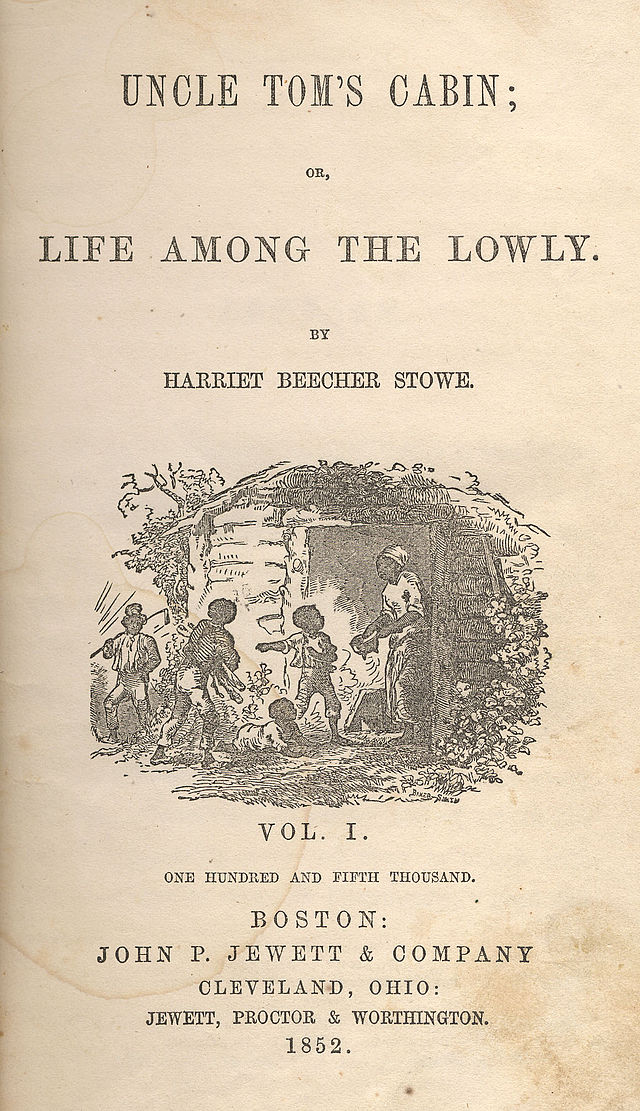 UNCLE TOM'S CABIN;
OR,
LIFE AMONG THE LOWLY.
BY
HARRIET BEECHER STOWE.
VOL. I.
ONE HUNDRED AND FIFTH THOUSAND.
BOSTON:
JOHN P. JEWETT & COMPANY
CLEVELAND, OHIO:
JEWETT, PROCTOR & WORTHINGTON.
1852.